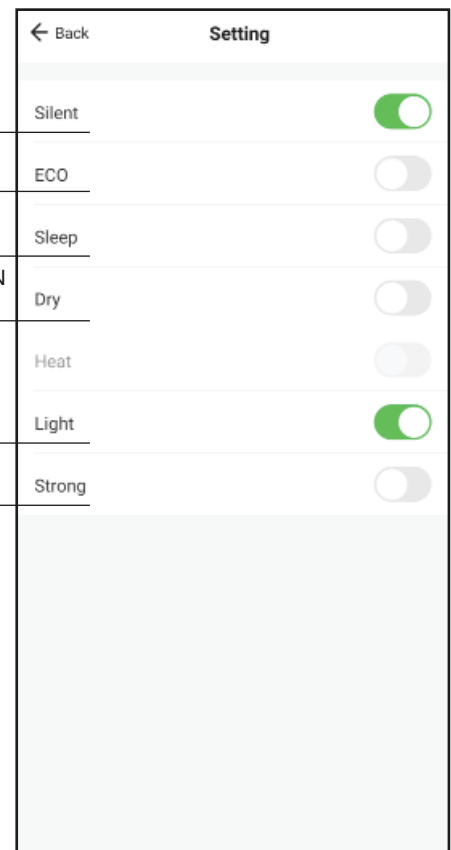 ← Back
Setting
Silent
ECO
Sleep
N
Dry
Heat
Light
Strong